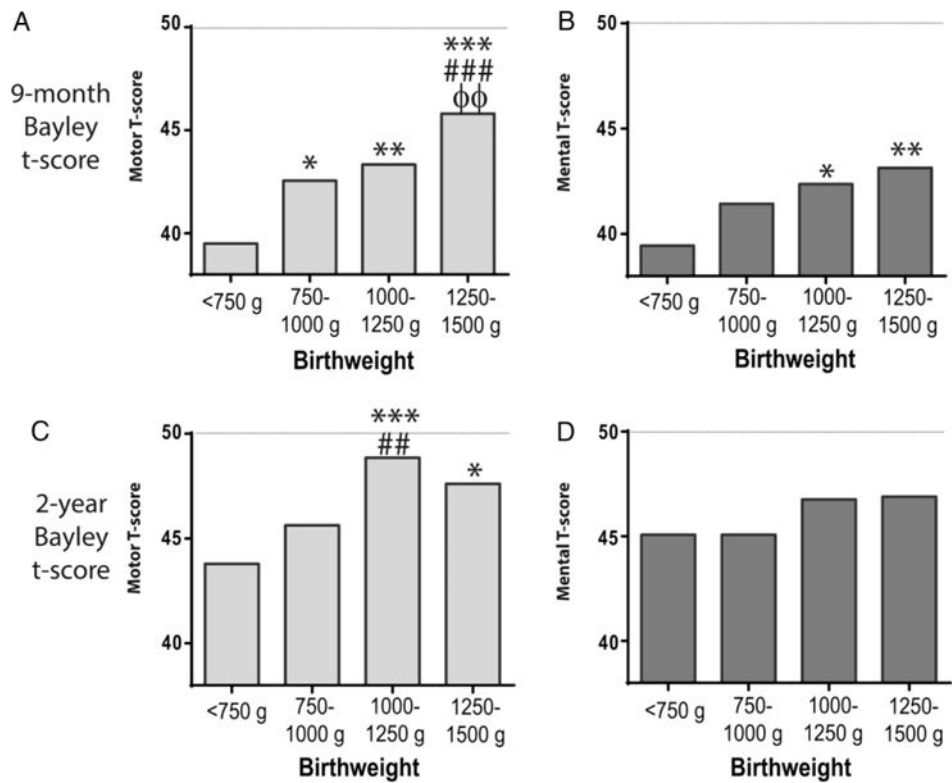 A
9-month
Bayley
t-score
Motor T-score
50
45
40
***
###
ϕϕ
**
*
<750 g
750-
1000 g
1000-
1250 g
1250-
1500 g
Birthweight
B
Mental T-score
50
45
40
**
*
<750 g
750-
1000 g
1000-
1250 g
1250-
1500 g
Birthweight
C
2-year
Bayley
t-score
Motor T-score
50
45
40
***
##
*
<750 g
750-
1000 g
1000-
1250 g
1250-
1500 g
Birthweight
D
Mental T-score
50
45
40
<750 g
750-
1000 g
1000-
1250 g
1250-
1500 g
Birthweight